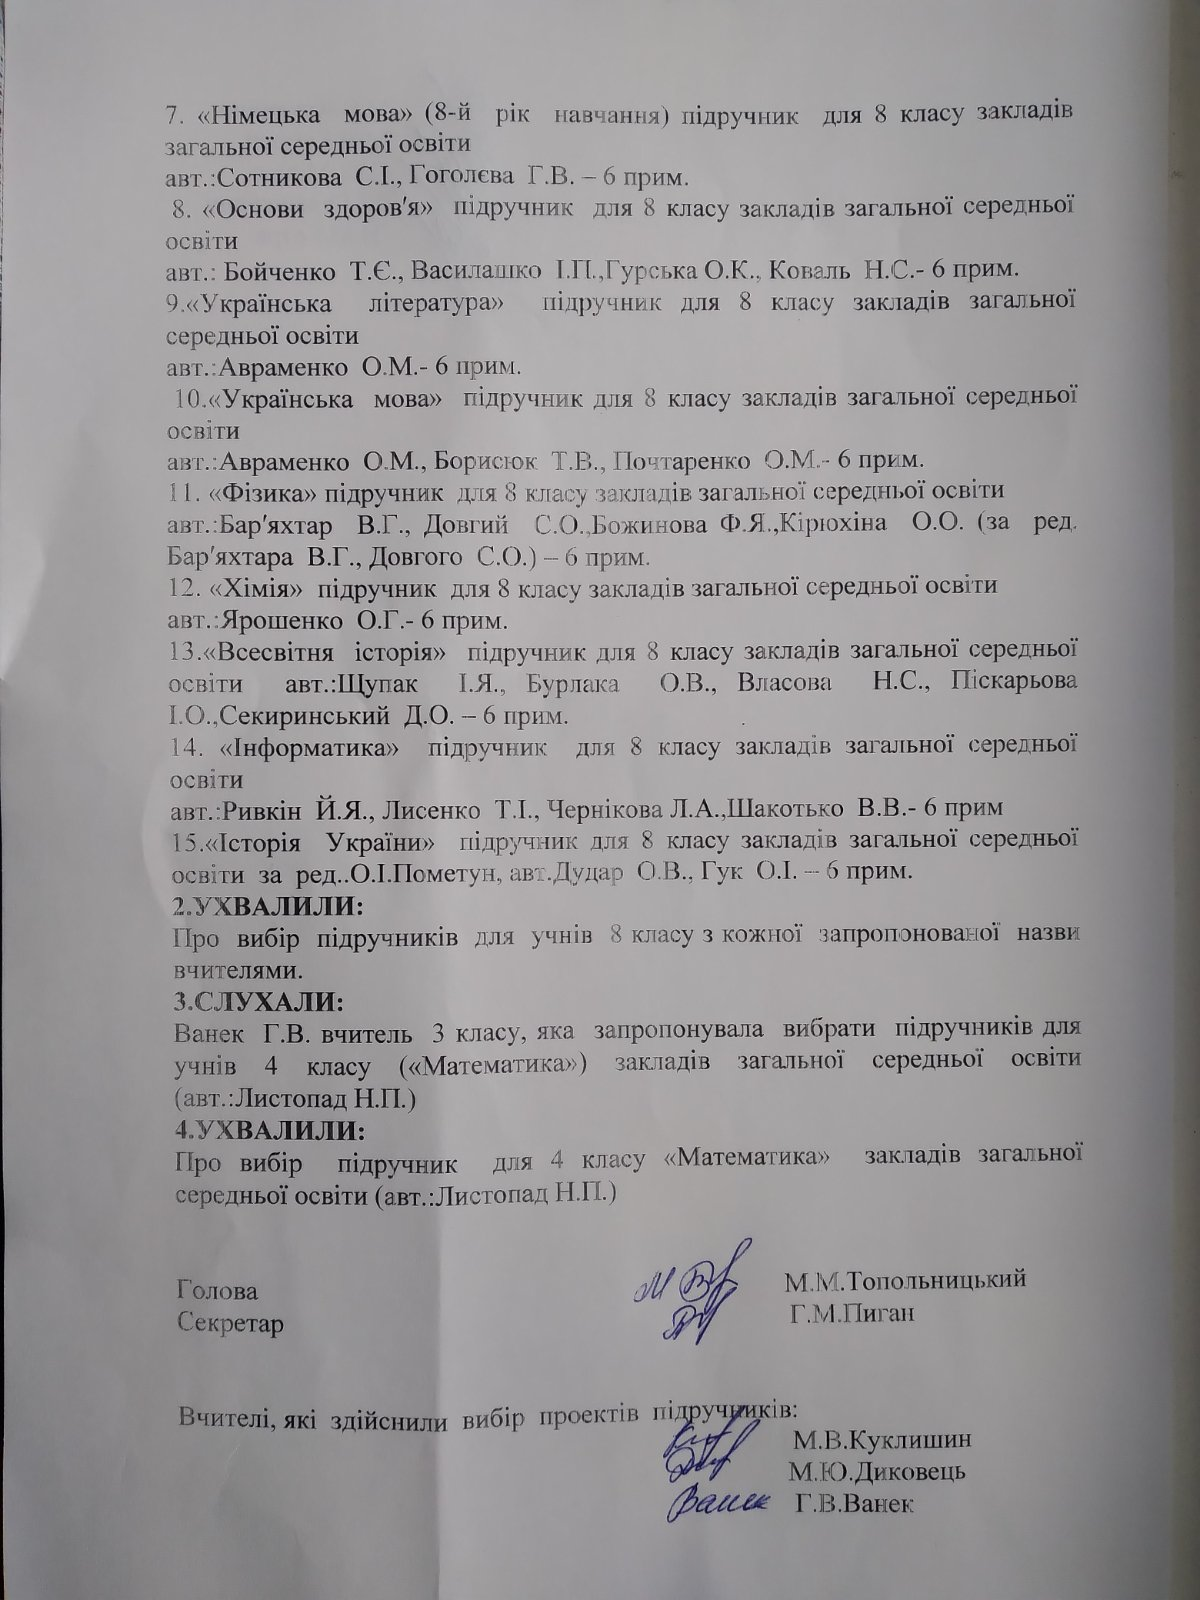 7. «Німецька мова» (8-й рік навчання) підручник для 8 класу закладів
загальної середньої освіти
авт.:Сотникова С.І., Гоголєва Г.В. – 6 прим.
8. «Основи здоров'я» підручник для 8 класу закладів загальної середньої
освіти
авт.: Бойченко Т.Є., Василашко І.П.,Гурська О.К., Коваль Н.С.- 6 прим.
9.«Українська література» підручник для 8 класу закладів загальної
середньої освіти
авт.:Авраменко О.М.- 6 прим.
10.«Українська мова» підручник для 8 класу закладів загальної середньої
освіти
авт.:Авраменко О.М., Борисюк Т.В., Почтаренко О.М.- 6 прим.
11. «Фізика» підручник для 8 класу закладів загальної середньої освіти
авт.:Бар'яхтар В.Г., Довгий С.О.,Божинова Ф.Я.,Кірюхіна О.О. (за ред.
Бар'яхтара В.Г., Довгого С.О.) – 6 прим.
12. «Хімія» підручник для 8 класу закладів загальної середньої освіти
авт.:Ярошенко О.Г.- 6 прим.
13.«Всесвітня історія» підручник для 8 класу закладів загальної середньої
освіти авт.:Щупак І.Я., Бурлака О.В., Власова Н.С., Піскарьова
І.О.,Секиринський Д.О. – 6 прим.
14. «Інформатика» підручник для 8 класу закладів загальної середньої
освіти
авт.:Ривкін Й.Я., Лисенко Т.І., Чернікова Л.А.,Шакотько В.В.- 6 прим
15.«Історія України» підручник для 8 класу закладів загальної середньої
освіти за ред..О.І.Пометун, авт.Дудар О.В., Гук О.І. – 6 прим.
2.УХВАЛИЛИ:
Про вибір підручників для учнів 8 класу з кожної запропонованої назви
вчителями.
3.СЛУХАЛИ:
Ванек Г.В. вчитель 3 класу, яка запропонувала вибрати підручників для
учнів 4 класу («Математика») закладів загальної середньої освіти
(авт.:Листопад Н.П.)
4.УХВАЛИЛИ:
Про вибір підручник для 4 класу «Математика» закладів загальної
середньої освіти (авт.:Листопад Н.П.)
Голова М.М.Топольницький
Секретар Г.М.Пиган
Вчителі, які здійснили вибір проектів підручників:
М.В.Куклишин
М.Ю.Диковець
Ванек Г.В.Ванек